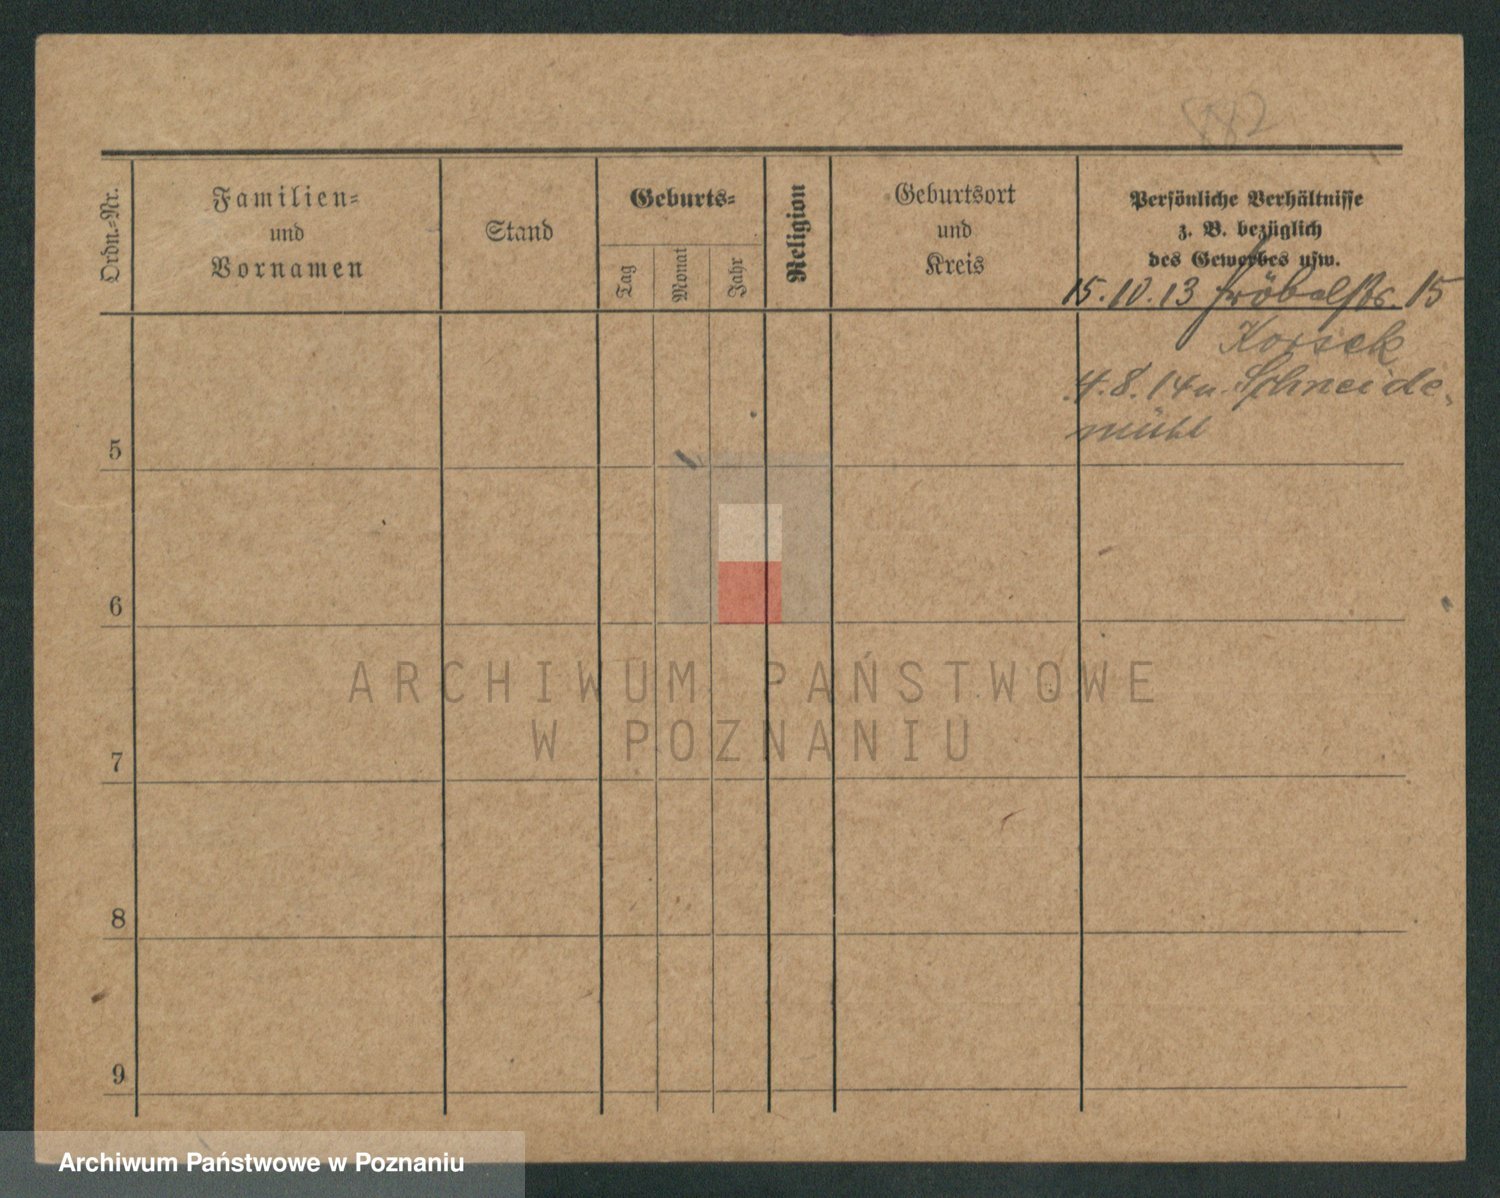 882
Ordn.-Nr.
Familien-
und
Vornamen
Stand
Geburts-
Tag
Monat
Jahr
Religion
Geburtsort
und
Kreis
Persönliche Verhältnisse
z. B. bezüglich
des Gewerbes usw.
15.10.13 Fröbelstr. 15
Korsek
4.8.14 n. Schneide-
mühl
5
6
7
8
9
ARCHIWUM PAŃSTWOWE
W POZNANIU
Archiwum Państwowe w Poznaniu